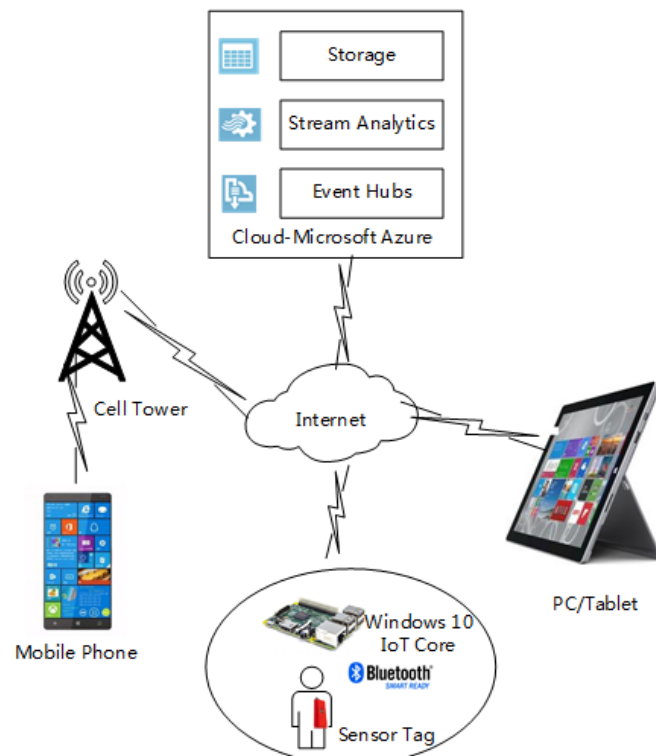 Storage
Stream Analytics
Event Hubs
Cloud-Microsoft Azure
Cell Tower
Internet
Mobile Phone
PC/Tablet
Windows 10
IoT Core
Bluetooth®
SMART READY
Sensor Tag